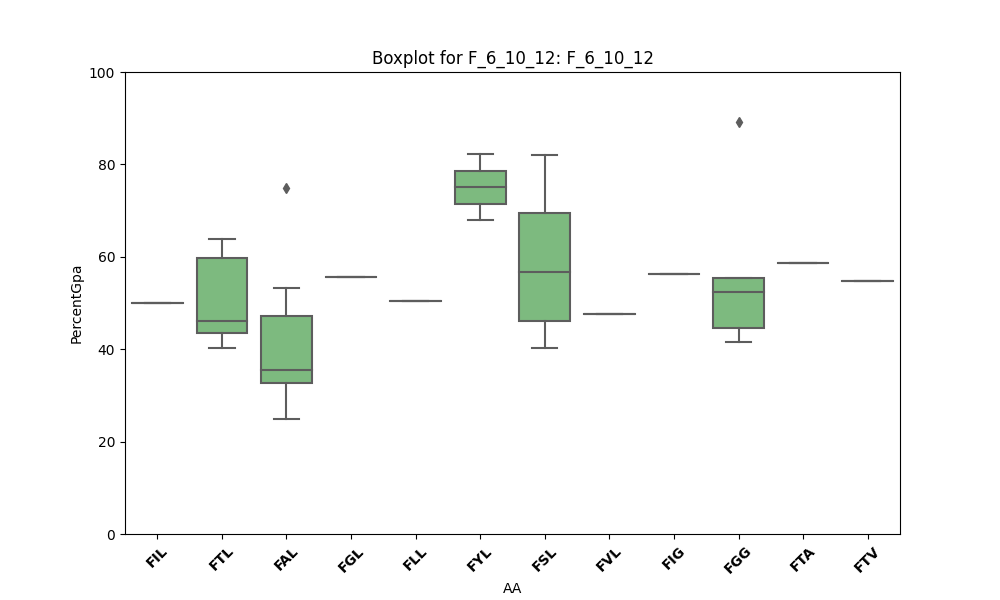 Boxplot for F_6_10_12: F_6_10_12
100
80
60
40
20
0
PercentGpa
FIL FTL FAL FGL FLL FYL FSL FVL FIG FGG FTA FTV
AA